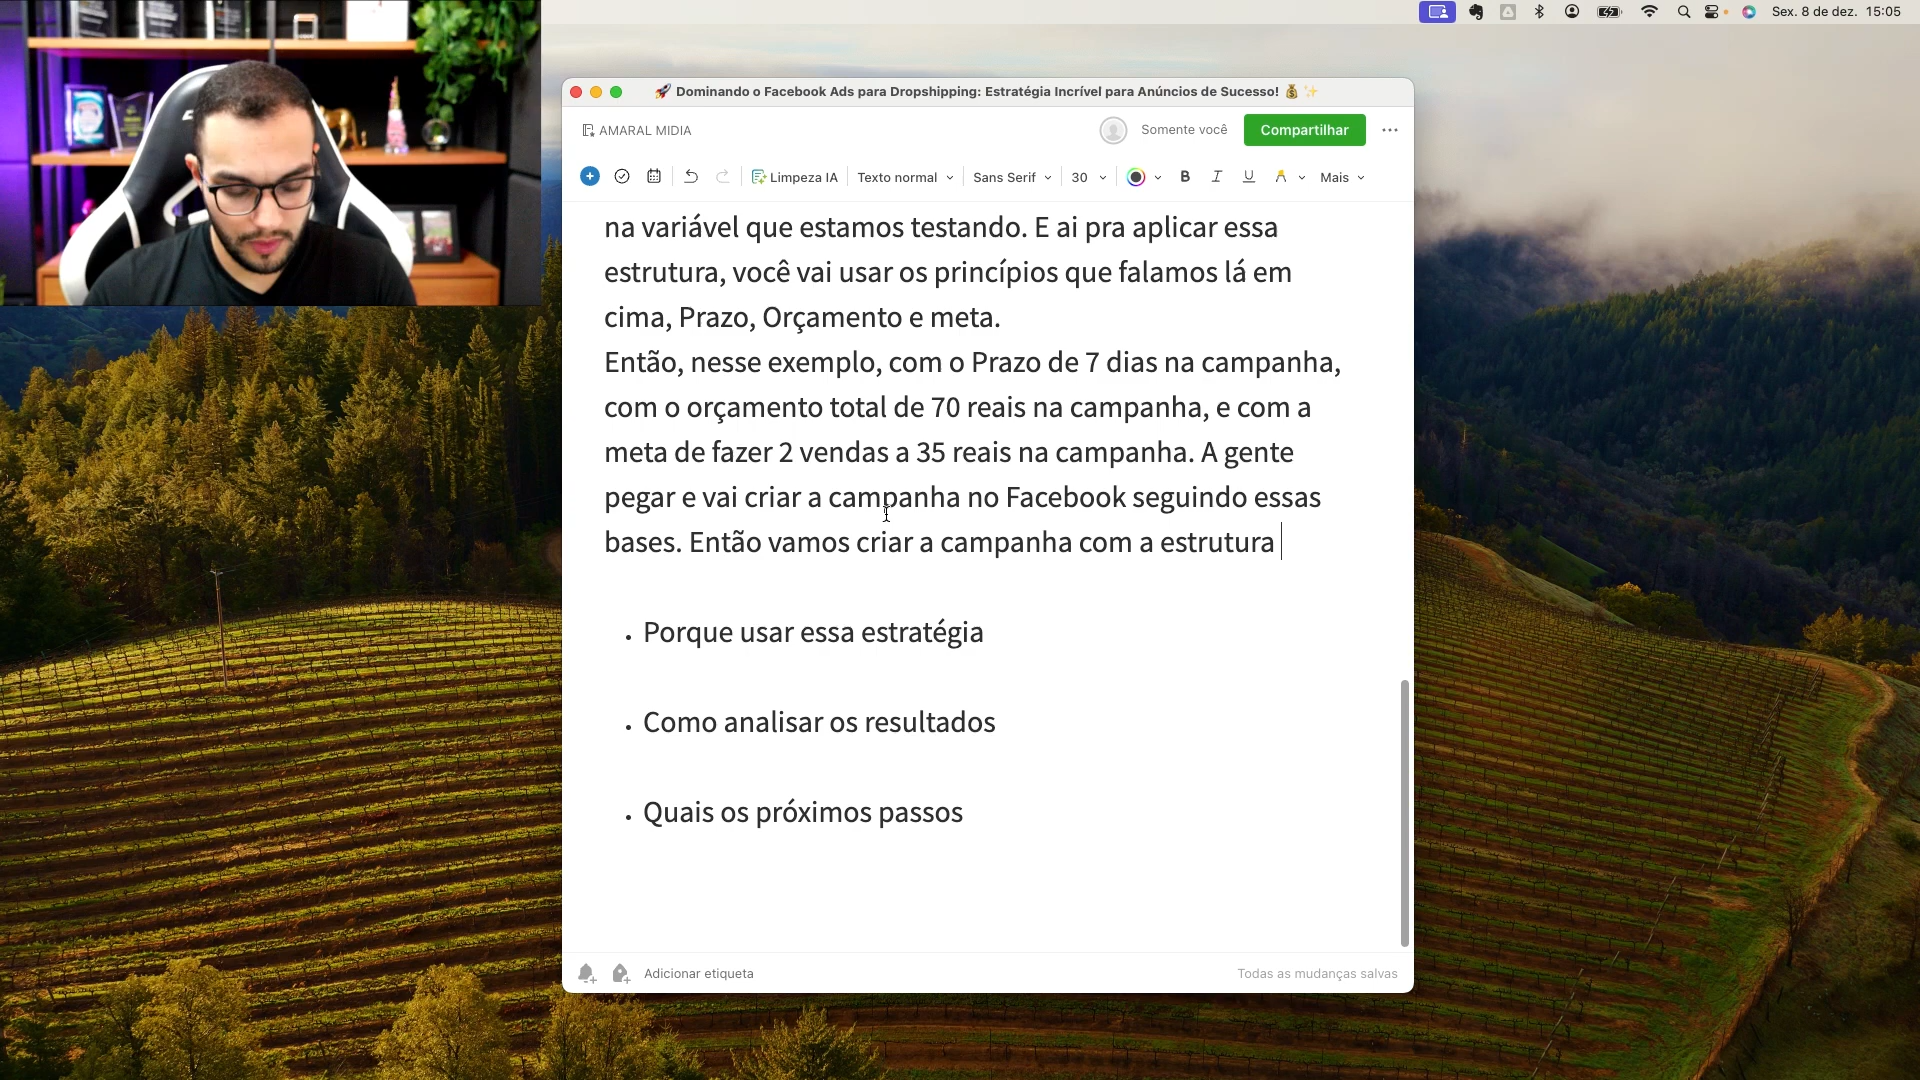 Sex. 8 de dez. 15:05
🚀 Dominando o Facebook Ads para Dropshipping: Estratégia Incrível para Anúncios de Sucesso! 💰 ✨
AMARAL MIDIA
Somente você
Compartilhar
Limpeza IA
Texto normal
Sans Serif
30
B
I
U
A
Mais
na variável que estamos testando. E ai pra aplicar essa
estrutura, você vai usar os princípios que falamos lá em
cima, Prazo, Orçamento e meta.
Então, nesse exemplo, com o Prazo de 7 dias na campanha,
com o orçamento total de 70 reais na campanha, e com a
meta de fazer 2 vendas a 35 reais na campanha. A gente
pegar e vai criar a campanha no Facebook seguindo essas
bases. Então vamos criar a campanha com a estrutura
• Porque usar essa estratégia
• Como analisar os resultados
• Quais os próximos passos
Adicionar etiqueta
Todas as mudanças salvas